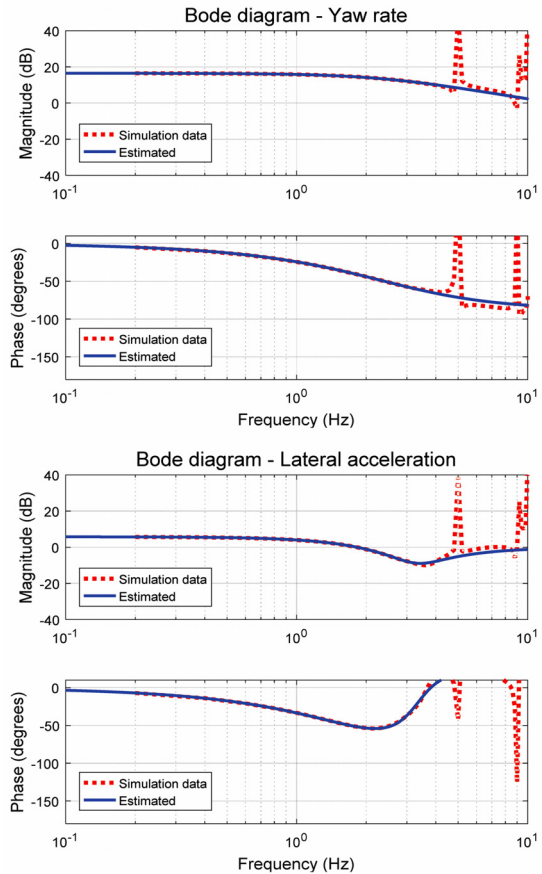 Bode diagram - Yaw rate
Magnitude (dB)
40
20
0
-20
-40
Simulation data
Estimated
10^-1
10^0
10^1
Phase (degrees)
0
-50
-100
-150
Simulation data
Estimated
10^-1
10^0
10^1
Frequency (Hz)
Bode diagram - Lateral acceleration
Magnitude (dB)
40
20
0
-20
-40
Simulation data
Estimated
10^-1
10^0
10^1
Phase (degrees)
0
-50
-100
-150
Simulation data
Estimated
10^-1
10^0
10^1
Frequency (Hz)